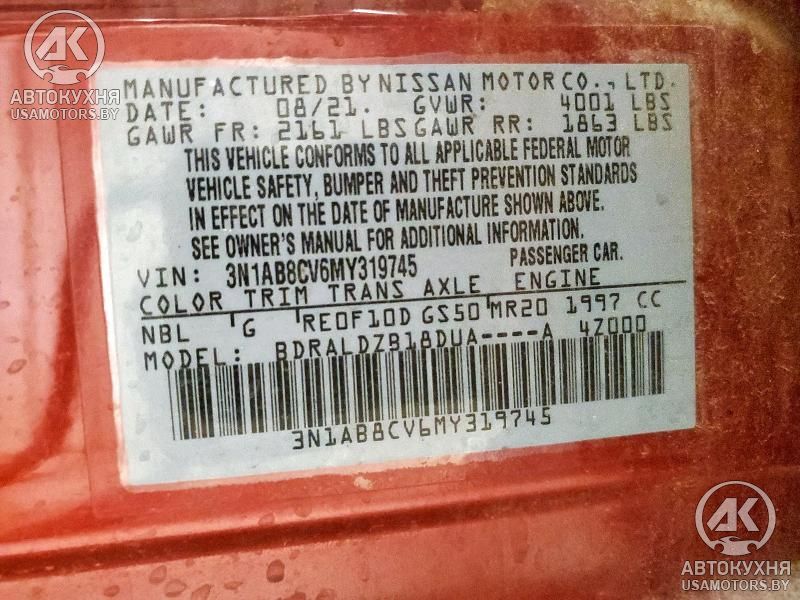 AK
АВТОКУХНЯ
USAMOTORS.BY
MANUFACTURED BY NISSAN MOTOR CO., LTD.
DATE: 08/21. GVWR: 4001 LBS
GAWR FR: 2161 LBS GAWR RR: 1863 LBS
THIS VEHICLE CONFORMS TO ALL APPLICABLE FEDERAL MOTOR
VEHICLE SAFETY, BUMPER AND THEFT PREVENTION STANDARDS
IN EFFECT ON THE DATE OF MANUFACTURE SHOWN ABOVE.
SEE OWNER'S MANUAL FOR ADDITIONAL INFORMATION.
VIN: 3N1AB8CV6MY319745 PASSENGER CAR.
COLOR TRIM TRANS AXLE ENGINE
NBL G RE0F10D GS50 MR20 1997 CC
MODEL: BDRALDZB18DUA----A 4Z000
3N1AB8CV6MY319745
AK
АВТОКУХНЯ
USAMOTORS.BY